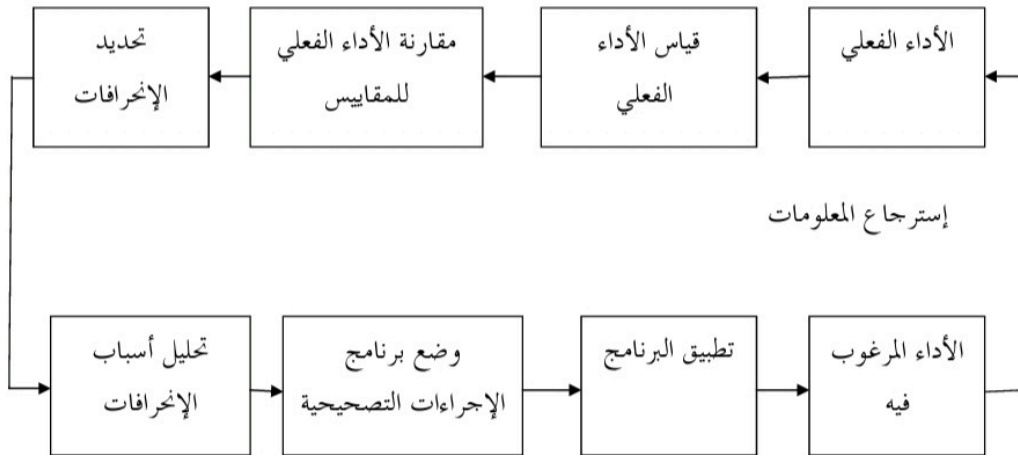 الأداء الفعلي
قياس الأداء
الفعلي
مقارنة الأداء الفعلي
للمقاييس
تحديد
الإنحرافات
إسترجاع المعلومات
تحليل أسباب
الإنحرافات
وضع برنامج
الإجراءات التصحيحية
تطبيق البرنامج
الأداء المرغوب
فيه